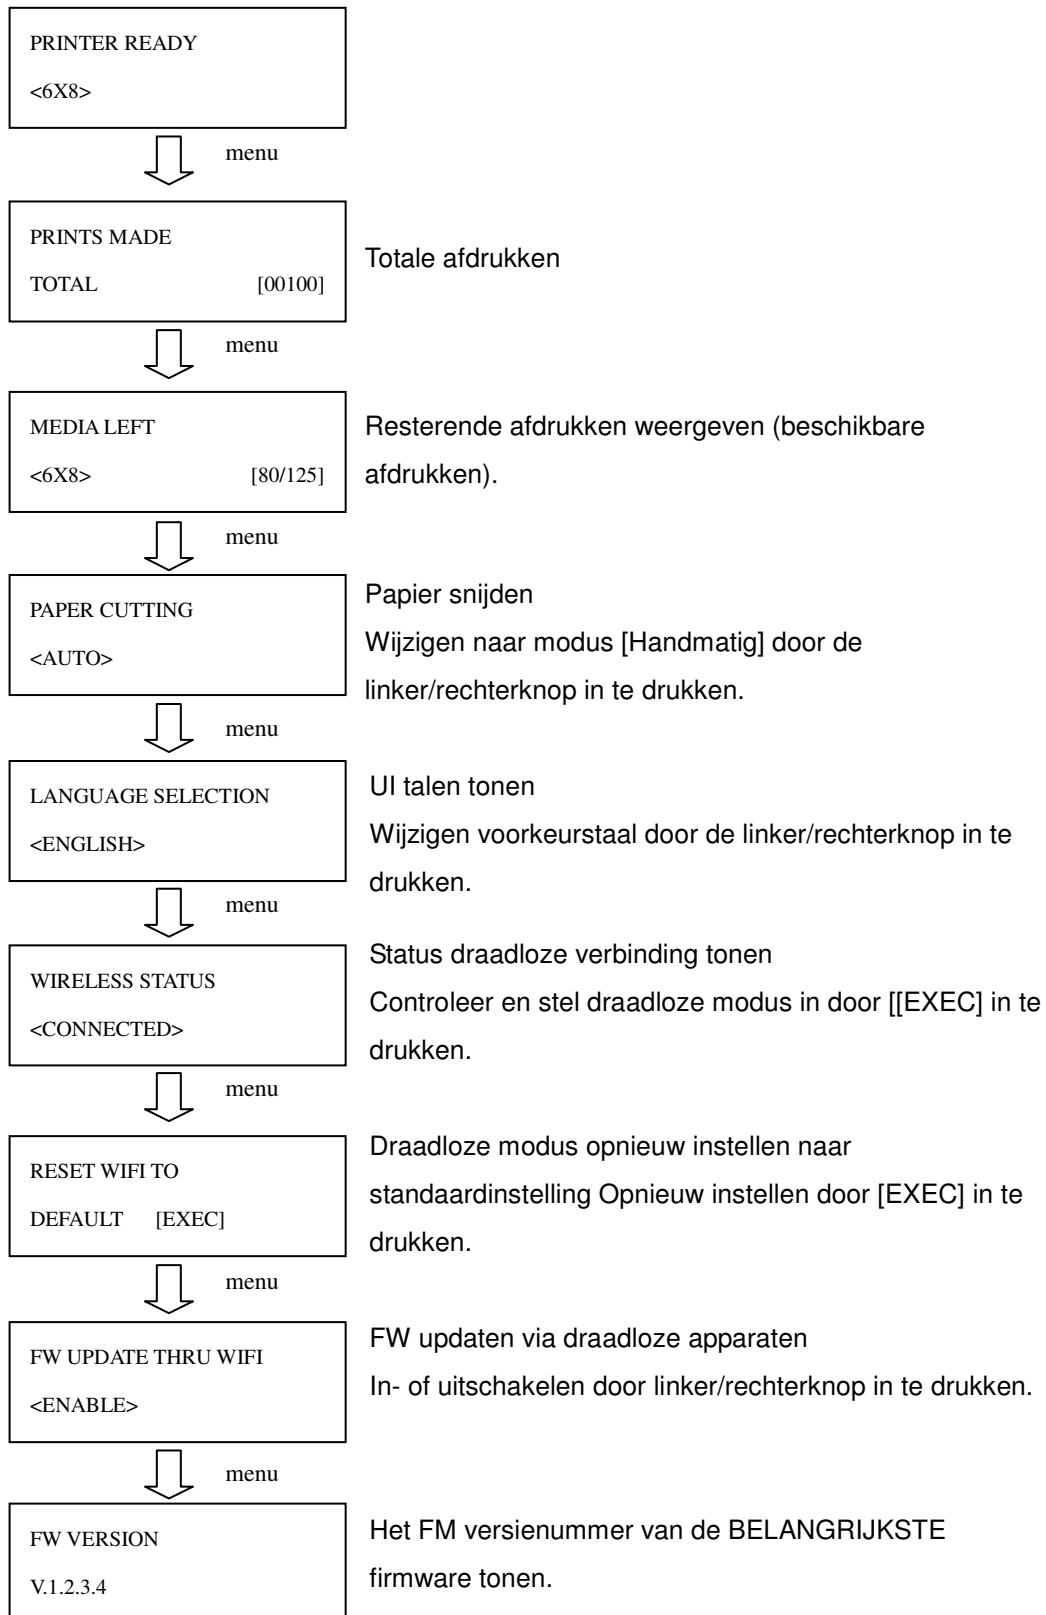 PRINTER READY
<6X8>
menu
PRINTS MADE
TOTAL [00100]
Totale afdrukken
menu
MEDIA LEFT
<6X8> [80/125]
Resterende afdrukken weergeven (beschikbare
afdrukken).
menu
PAPER CUTTING
<AUTO>
Papier snijden
Wijzigen naar modus [Handmatig] door de
linker/rechterknop in te drukken.
menu
LANGUAGE SELECTION
<ENGLISH>
UI talen tonen
Wijzigen voorkeurstaal door de linker/rechterknop in te
drukken.
menu
WIRELESS STATUS
<CONNECTED>
Status draadloze verbinding tonen
Controleer en stel draadloze modus in door [[EXEC] in te
drukken.
menu
RESET WIFI TO
DEFAULT [EXEC]
Draadloze modus opnieuw instellen naar
standaardinstelling Opnieuw instellen door [EXEC] in te
drukken.
menu
FW UPDATE THRU WIFI
<ENABLE>
FW updaten via draadloze apparaten
In- of uitschakelen door linker/rechterknop in te drukken.
menu
FW VERSION
V.1.2.3.4
Het FM versienummer van de BELANGRIJKSTE
firmware tonen.